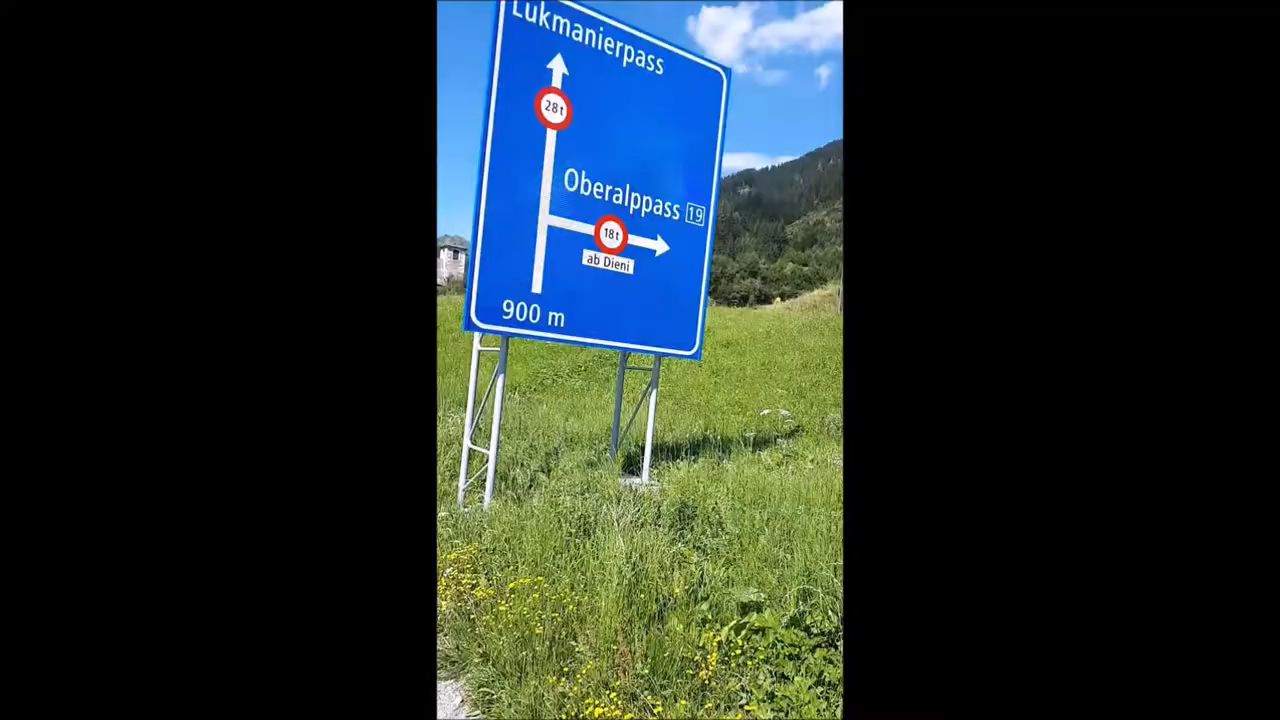 Lukmanierpass
28t
Oberalppass 19
18t
ab Dieni
900 m